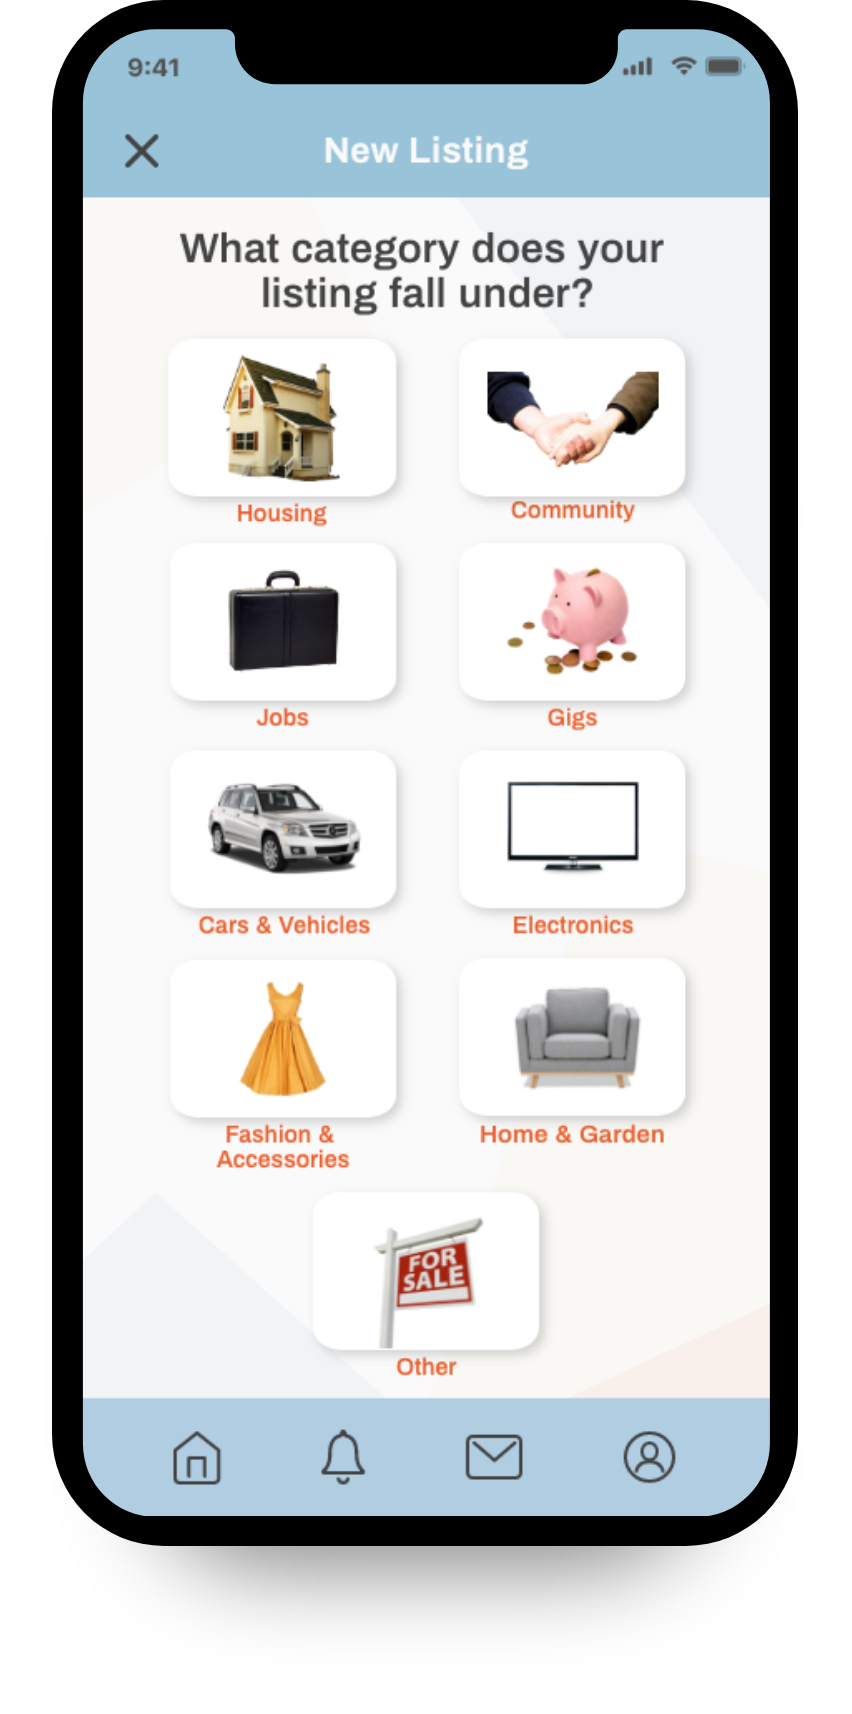 9:41
New Listing
What category does your
listing fall under?
Housing
Community
Jobs
Gigs
Cars & Vehicles
Electronics
Fashion &
Accessories
Home & Garden
FOR
SALE
Other